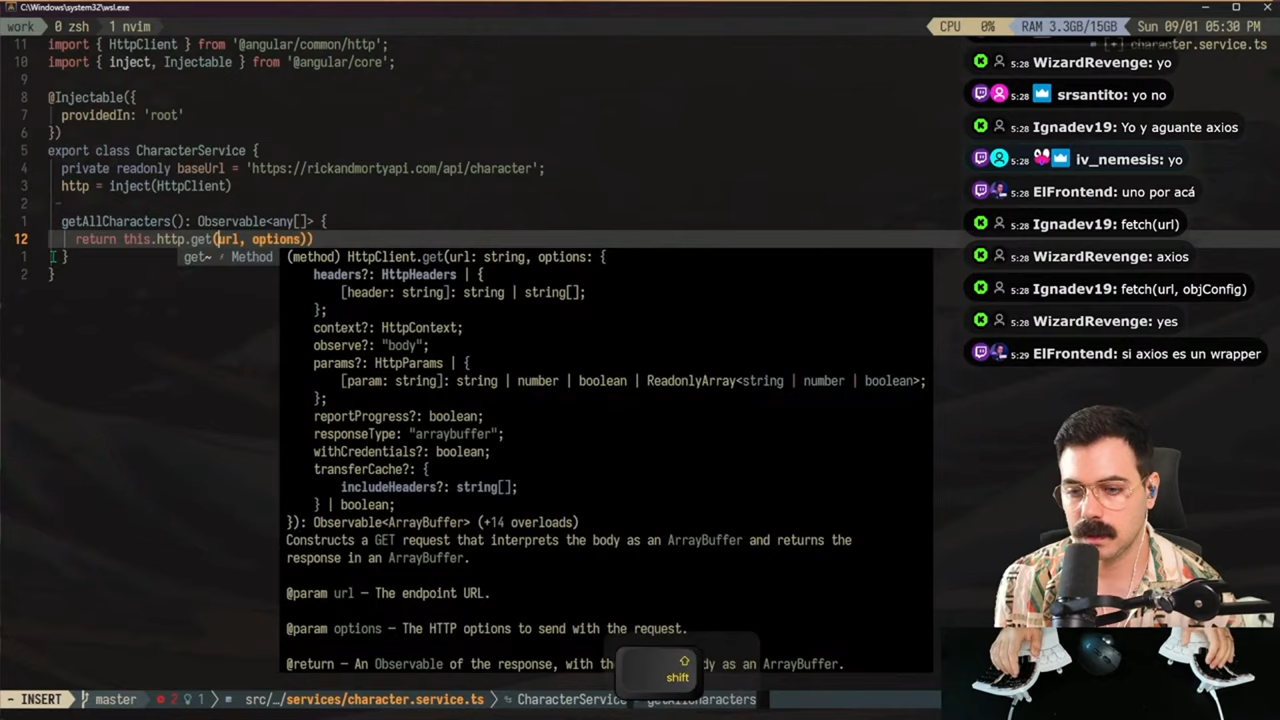 C:\Windows\system32\wsl.exe
work 0 zsh 1 nvim
CPU 0% RAM 3.3GB/15GB Sun 09/01 05:30 PM
[+] character.service.ts
11 import { HttpClient } from '@angular/common/http';
10 import { inject, Injectable } from '@angular/core';
9
8 @Injectable({
7 providedIn: 'root'
6 })
5 export class CharacterService {
4 private readonly baseUrl = 'https://rickandmortyapi.com/api/character';
3 http = inject(HttpClient)
2
1 getAllCharacters(): Observable<any[]> {
12 return this.http.get(url, options))
1 }
2 }
get~ Method
(method) HttpClient.get(url: string, options: {
headers?: HttpHeaders | {
[header: string]: string | string[];
};
context?: HttpContext;
observe?: "body";
params?: HttpParams | {
[param: string]: string | number | boolean | ReadonlyArray<string | number | boolean>;
};
reportProgress?: boolean;
responseType: "arraybuffer";
withCredentials?: boolean;
transferCache?: {
includeHeaders?: string[];
} | boolean;
}): Observable<ArrayBuffer> (+14 overloads)
Constructs a GET request that interprets the body as an ArrayBuffer and returns the
response in an ArrayBuffer.
@param url — The endpoint URL.
@param options — The HTTP options to send with the request.
@return — An Observable of the response, with the body as an ArrayBuffer.
shift
- INSERT master 2 1 src/…/services/character.service.ts CharacterService getAllCharacters
5:28 WizardRevenge: yo
5:28 srsantito: yo no
5:28 Ignadev19: Yo y aguante axios
5:28 iv_nemesis: yo
5:28 ElFrontend: uno por acá
5:28 Ignadev19: fetch(url)
5:28 WizardRevenge: axios
5:28 Ignadev19: fetch(url, objConfig)
5:28 WizardRevenge: yes
5:29 ElFrontend: si axios es un wrapper